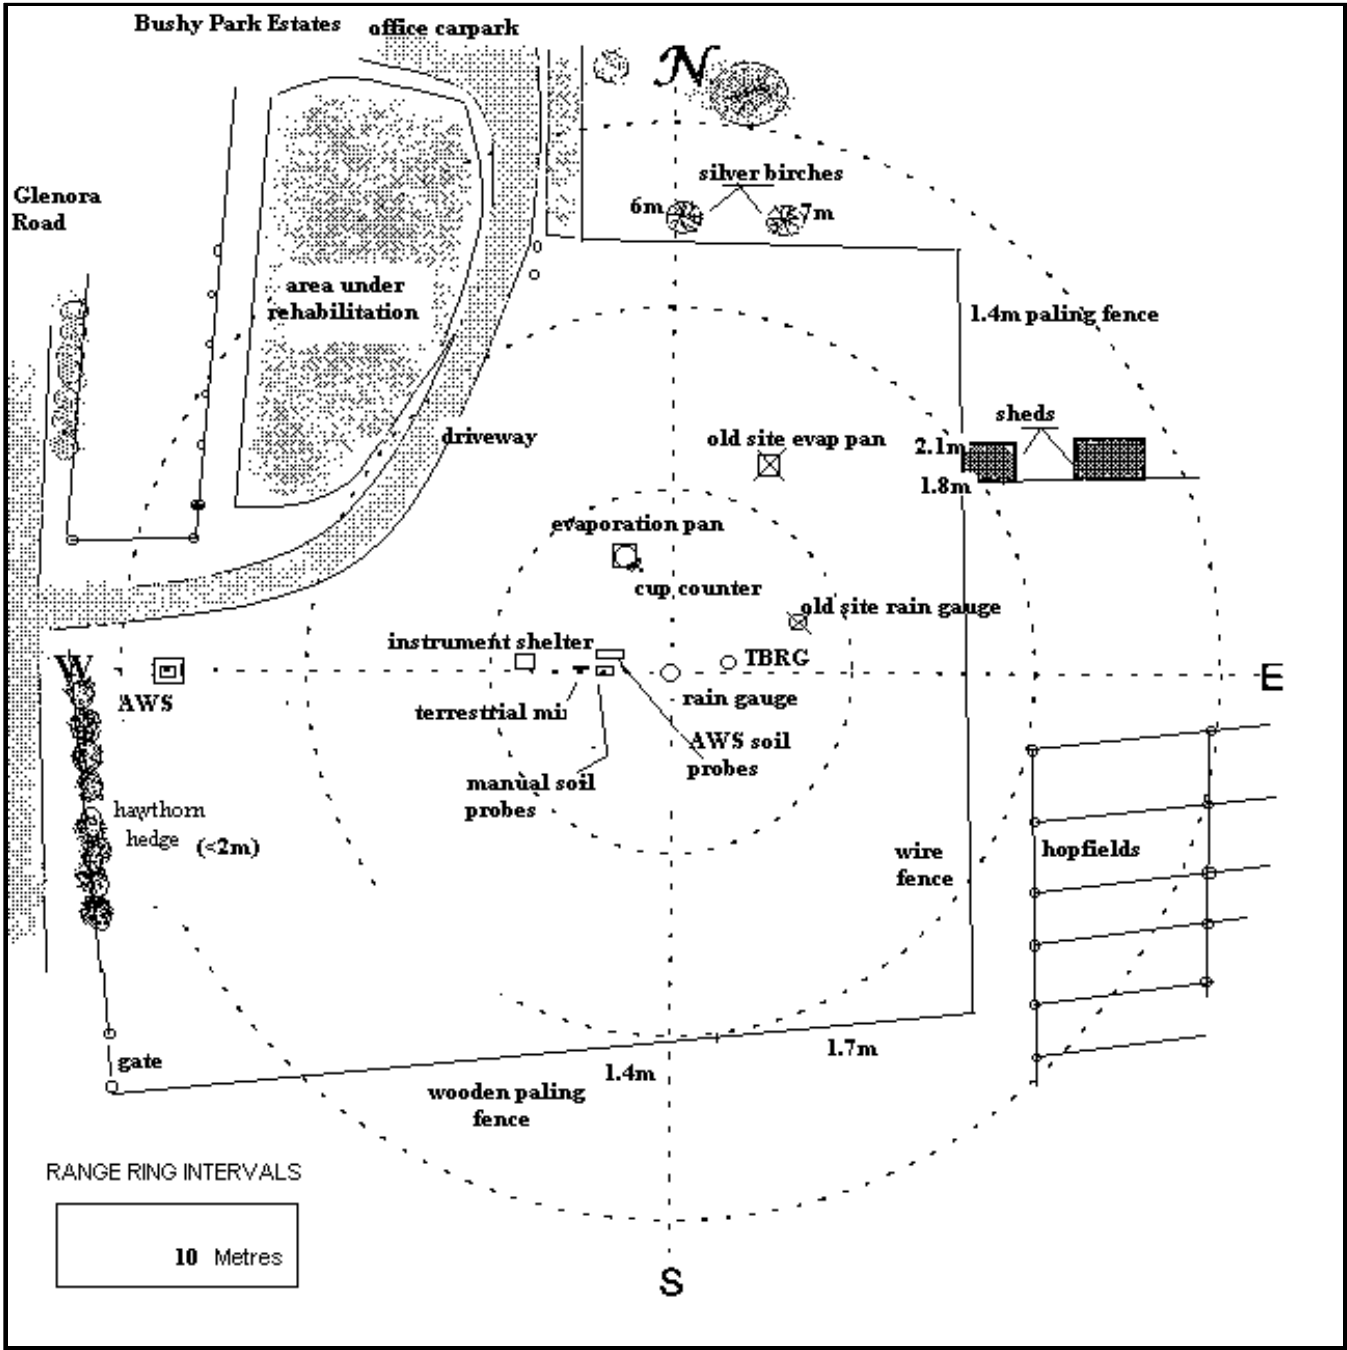 Bushy Park Estates
office carpark
N
silver birches
6m
7m
Glenora
Road
area under
rehabilitation
1.4m paling fence
sheds
driveway
old site evap pan
2.1m
1.8m
evaporation pan
cup counter
old site rain gauge
instrument shelter
TBRG
W
E
AWS
rain gauge
terrestrial mi
AWS soil
probes
manual soil
probes
hawthorn
hedge (<2m)
wire
fence
hopfields
gate
1.7m
1.4m
wooden paling
fence
RANGE RING INTERVALS
10 Metres
S